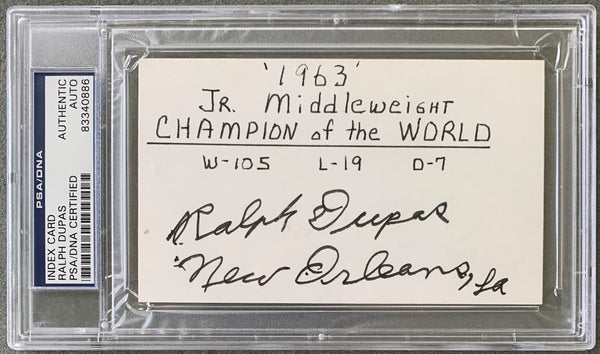 PSA/DNA
INDEX CARD
RALPH DUPAS
PSA/DNA CERTIFIED
AUTHENTIC
AUTO
83340886
'1963'
Jr. Middleweight
CHAMPION of the WORLD
W-105 L-19 D-7
Ralph Dupas
New Orleans, La